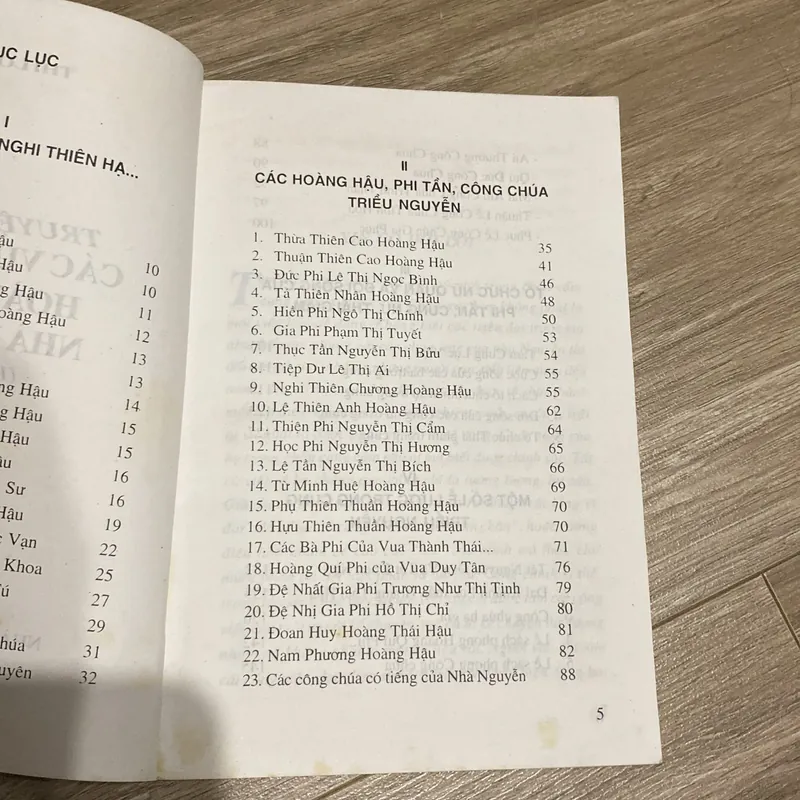 ỤC LỤC
I
NGHI THIÊN HẠ...
ậu
Hậu 10
ng Hậu 10
oàng Hậu 11
12
13
Hậu 13
ng Hậu 14
g Hậu 15
Hậu 15
ậu 16
Sư 16
Hậu 19
c Vạn 22
Khoa 25
ú 27
29
húa 31
uyên 32
II
CÁC HOÀNG HẬU, PHI TẦN, CÔNG CHÚA
TRIỀU NGUYỄN
1. Thừa Thiên Cao Hoàng Hậu 35
2. Thuận Thiên Cao Hoàng Hậu 41
3. Đức Phi Lê Thị Ngọc Bình 46
4. Tá Thiên Nhân Hoàng Hậu 48
5. Hiền Phi Ngô Thị Chính 50
6. Gia Phi Phạm Thị Tuyết 53
7. Thục Tần Nguyễn Thị Bửu 54
8. Tiệp Dư Lê Thị Ai 55
9. Nghi Thiên Chương Hoàng Hậu 55
10. Lệ Thiên Anh Hoàng Hậu 62
11. Thiện Phi Nguyễn Thị Cẩm 64
12. Học Phi Nguyễn Thị Hương 65
13. Lệ Tần Nguyễn Thị Bích 66
14. Từ Minh Huệ Hoàng Hậu 69
15. Phụ Thiên Thuần Hoàng Hậu 70
16. Hựu Thiên Thuần Hoàng Hậu 70
17. Các Bà Phi Của Vua Thành Thái... 71
18. Hoàng Quí Phi của Vua Duy Tân 76
19. Đệ Nhất Gia Phi Trương Như Thị Tịnh 79
20. Đệ Nhị Gia Phi Hồ Thị Chỉ 80
21. Đoan Huy Hoàng Thái Hậu 81
22. Nam Phương Hoàng Hậu 82
23. Các công chúa có tiếng của Nhà Nguyễn 88
5